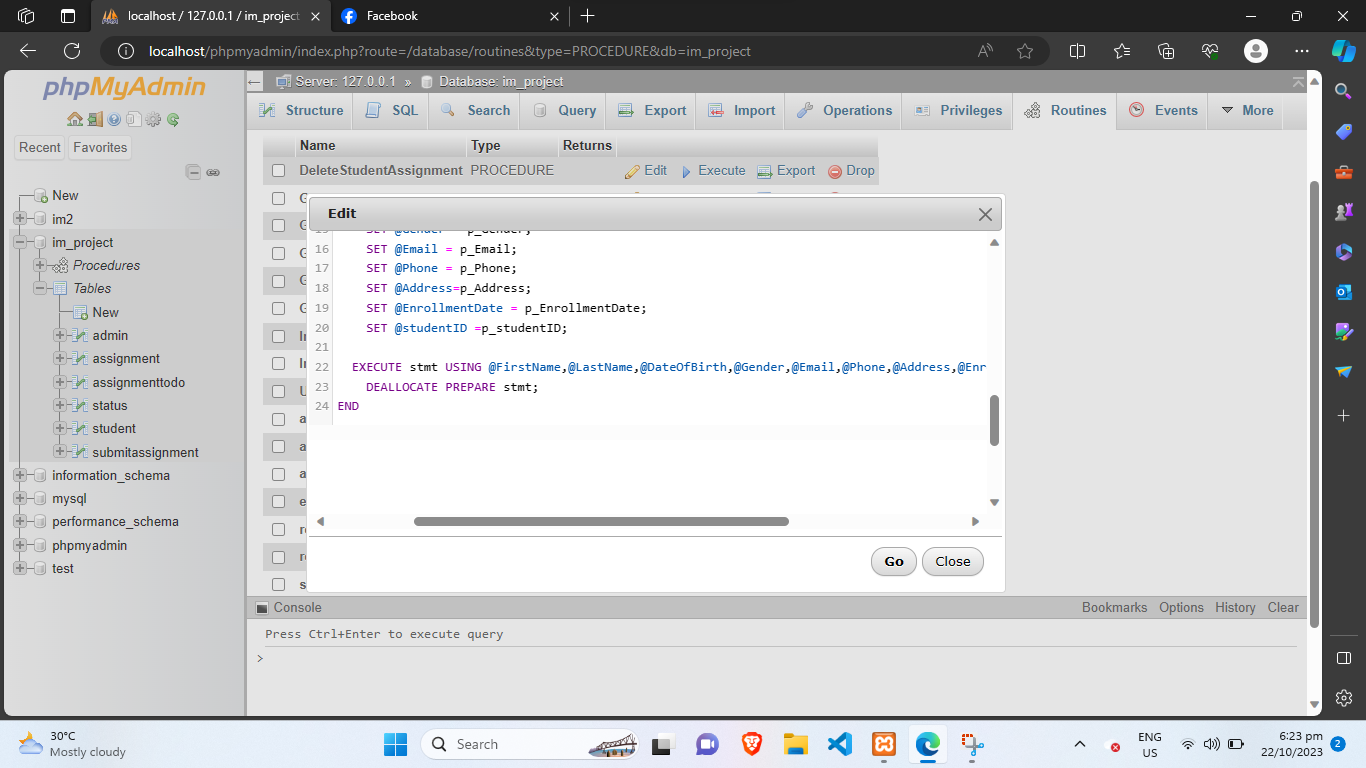 localhost / 127.0.0.1 / im_project
Facebook
localhost/phpmyadmin/index.php?route=/database/routines&type=PROCEDURE&db=im_project
phpMyAdmin
Recent
Favorites
New
im2
im_project
Procedures
Tables
New
admin
assignment
assignmenttodo
status
student
submitassignment
information_schema
mysql
performance_schema
phpmyadmin
test
Server: 127.0.0.1 » Database: im_project
Structure SQL Search Query Export Import Operations Privileges Routines Events More
Name Type Returns
DeleteStudentAssignment PROCEDURE Edit Execute Export Drop
Edit
15 SET @Gender = p_Gender;
16 SET @Email = p_Email;
17 SET @Phone = p_Phone;
18 SET @Address=p_Address;
19 SET @EnrollmentDate = p_EnrollmentDate;
20 SET @studentID =p_studentID;
21
22 EXECUTE stmt USING @FirstName,@LastName,@DateOfBirth,@Gender,@Email,@Phone,@Address,@Enr
23 DEALLOCATE PREPARE stmt;
24 END
Go
Close
Console
Bookmarks Options History Clear
Press Ctrl+Enter to execute query
>
30°C
Mostly cloudy
Search
ENG
US
6:23 pm
22/10/2023
2